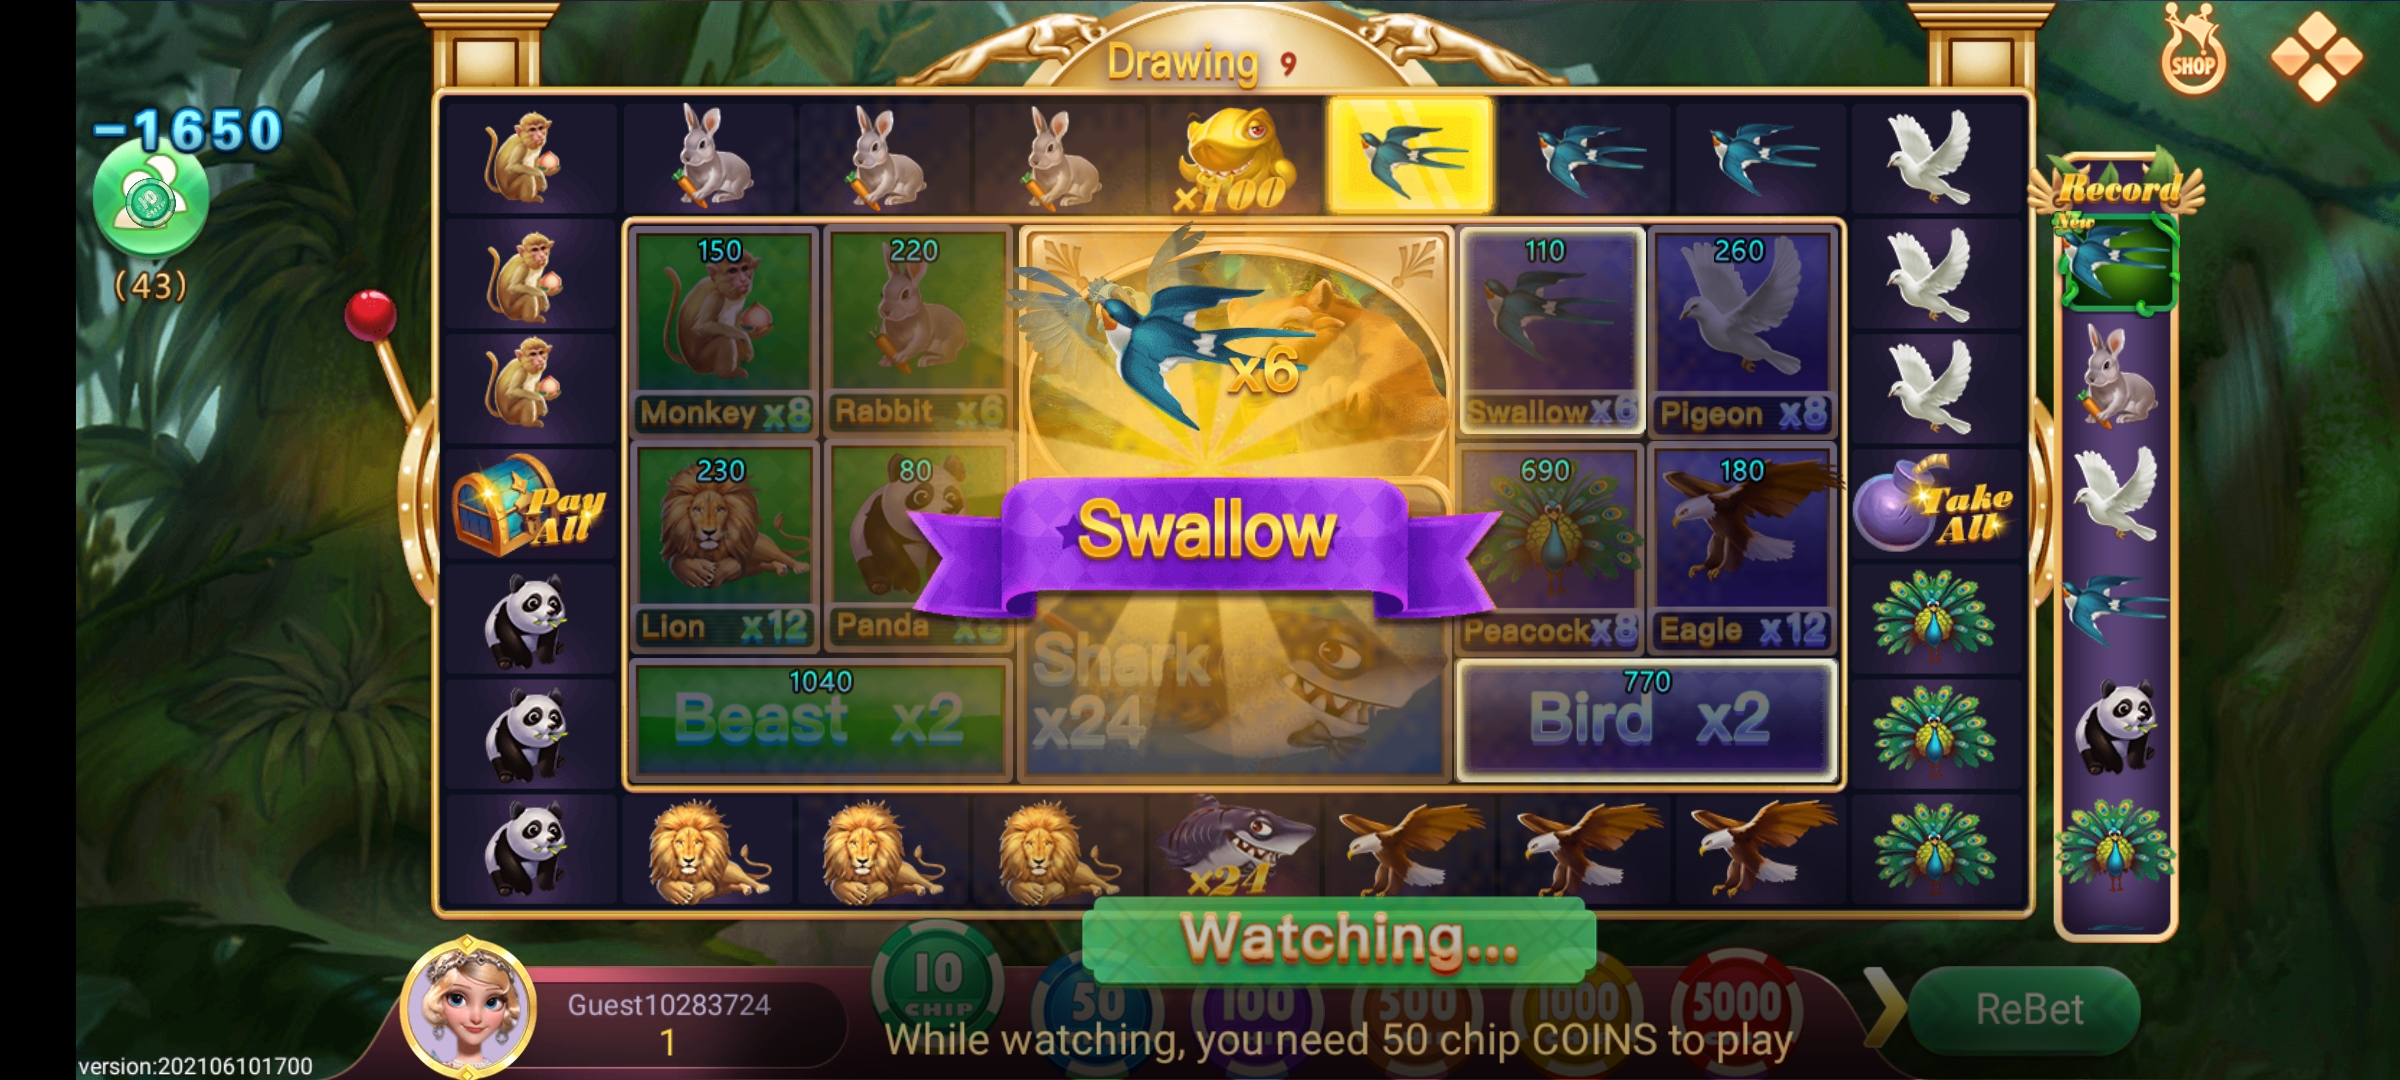 Drawing 9
SHOP
-1650
10
(43)
x100
Record
New
150
220
110
260
x6
Monkey x8
Rabbit x6
Swallow x6
Pigeon x8
230
80
690
180
Pay
All
Take
All
Swallow
Lion x12
Panda
Peacock x8
Eagle x12
1040
Beast x2
Shark
x24
770
Bird x2
x24
Watching...
10
CHIP
50
100
500
1000
5000
Guest10283724
1
While watching, you need 50 chip COINS to play
ReBet
version:202106101700